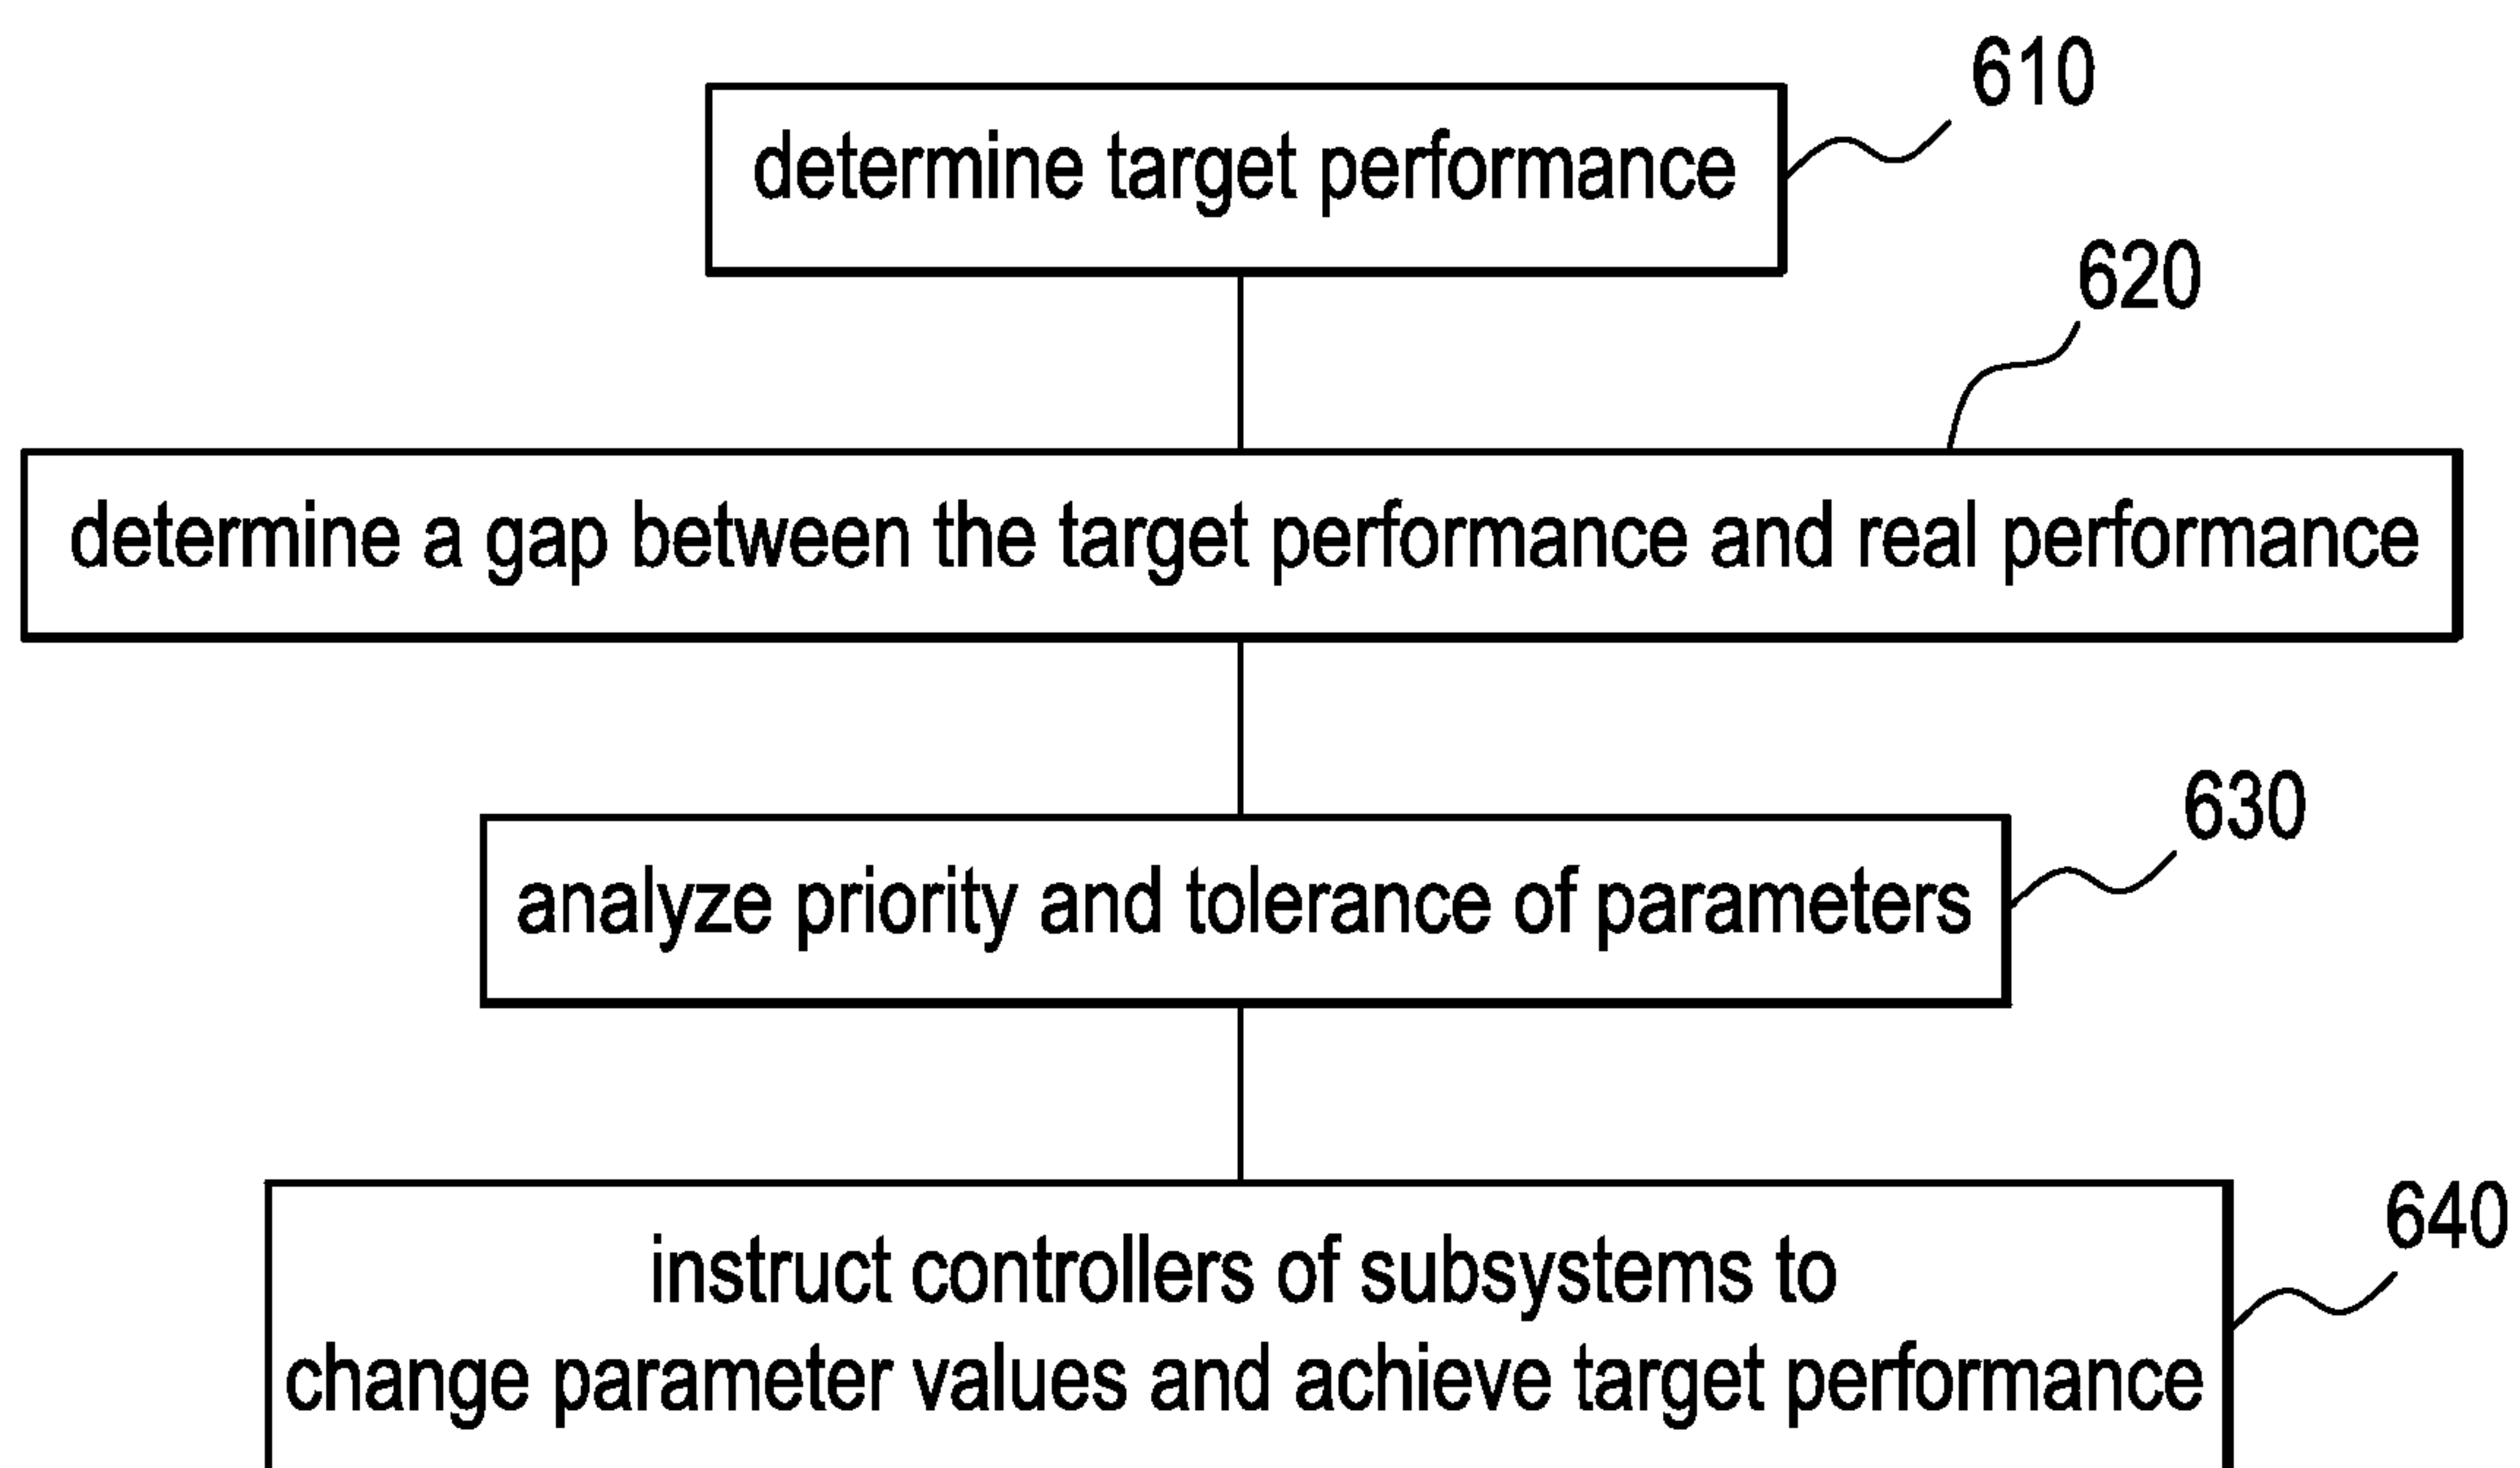 610
determine target performance
620
determine a gap between the target performance and real performance
630
analyze priority and tolerance of parameters
640
instruct controllers of subsystems to
change parameter values and achieve target performance